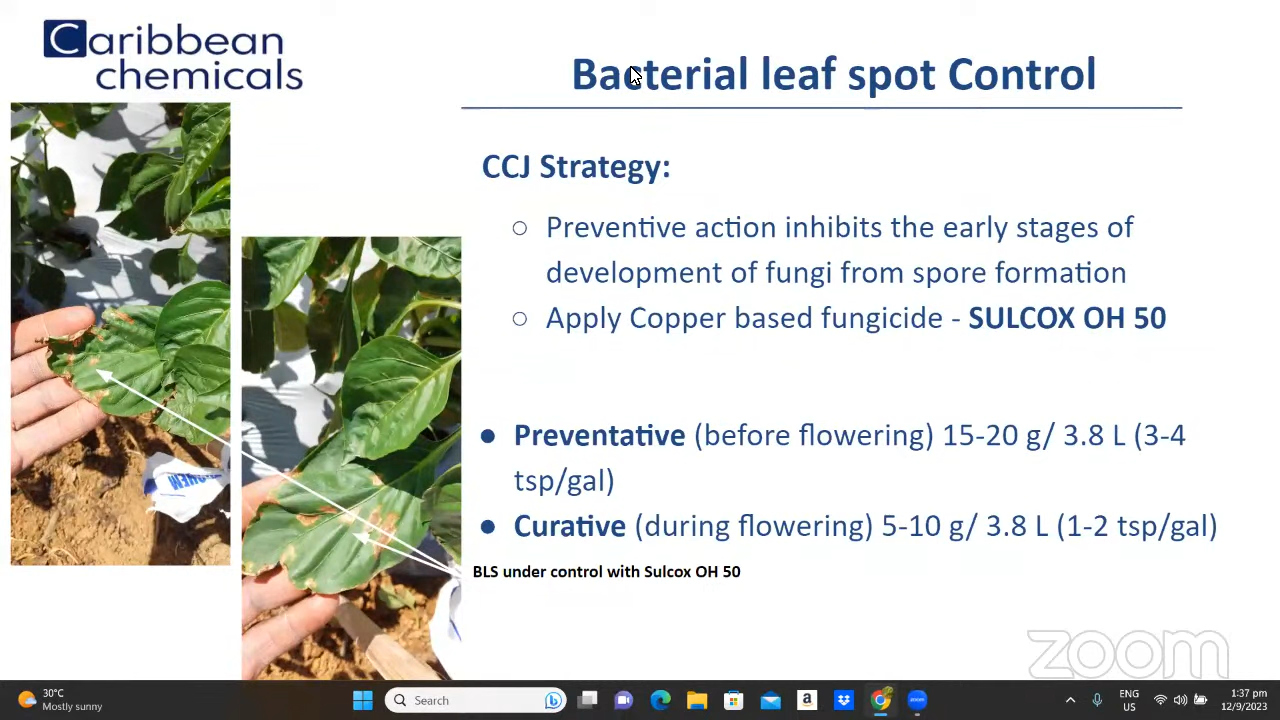 Caribbean
chemicals
Bacterial leaf spot Control
CCJ Strategy:
○ Preventive action inhibits the early stages of
development of fungi from spore formation
○ Apply Copper based fungicide - SULCOX OH 50
● Preventative (before flowering) 15-20 g/ 3.8 L (3-4
tsp/gal)
● Curative (during flowering) 5-10 g/ 3.8 L (1-2 tsp/gal)
BLS under control with Sulcox OH 50
zoom
30°C
Mostly sunny
Search
ENG
US
1:37 pm
12/9/2023